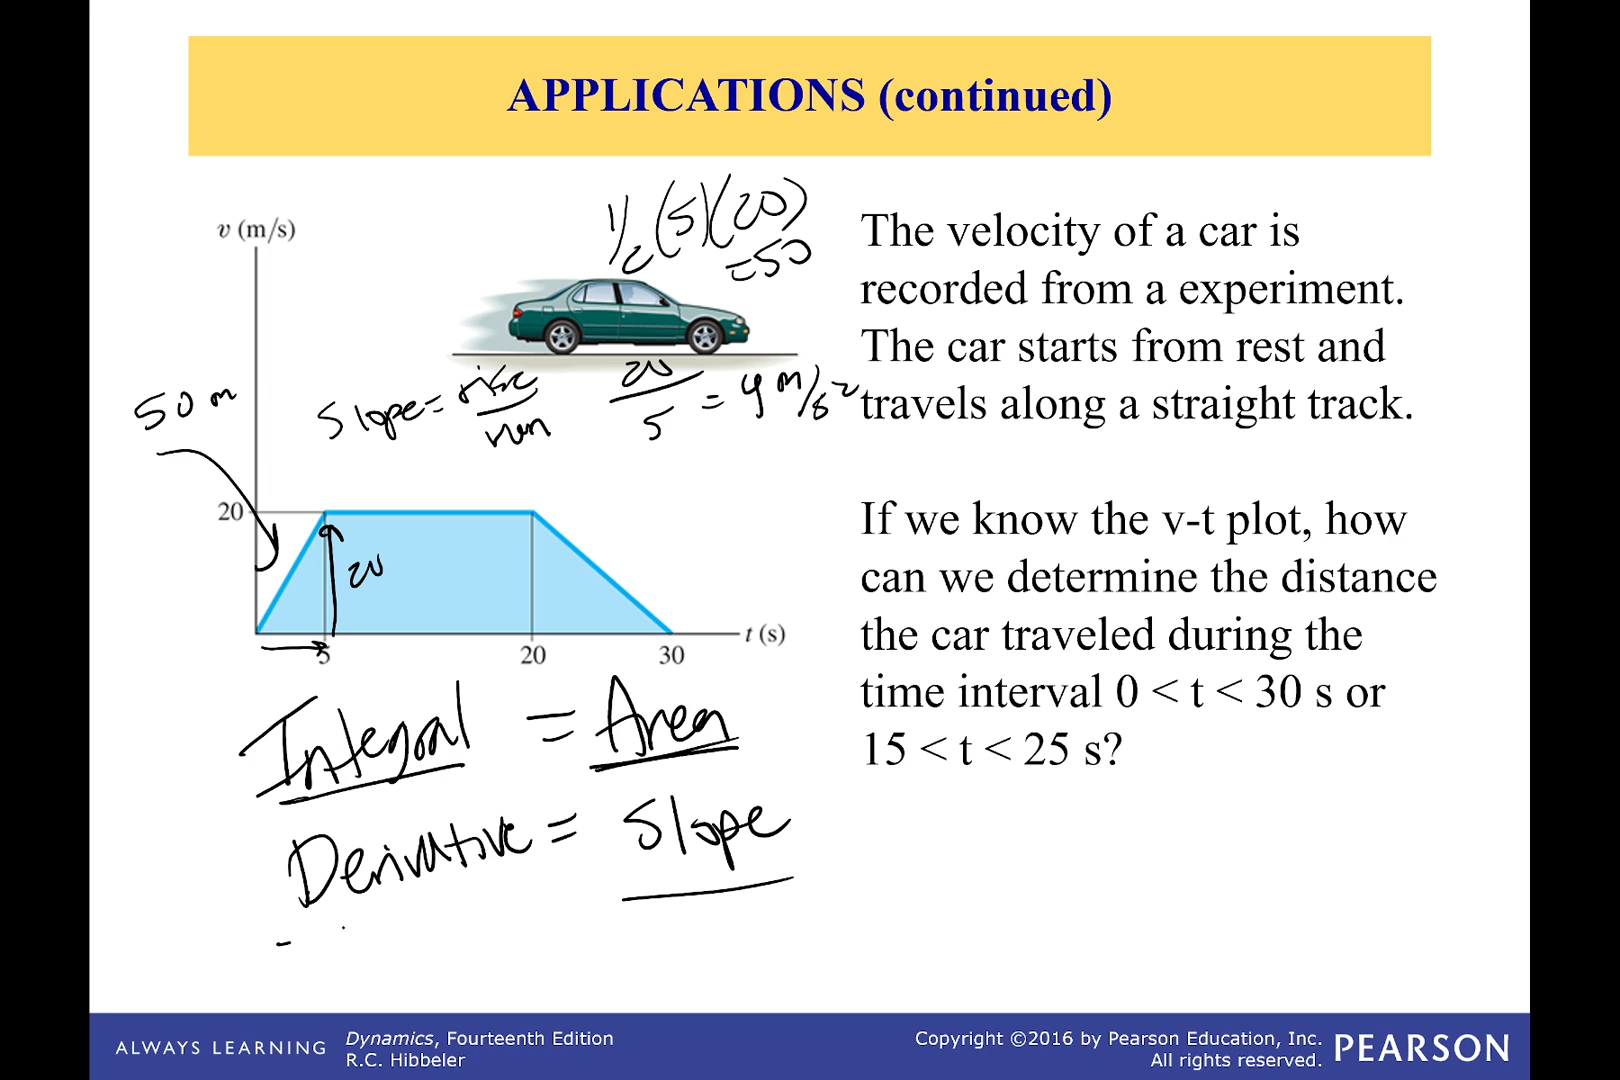 APPLICATIONS (continued)
½ (5)(20)
=50
v (m/s)
The velocity of a car is
recorded from a experiment.
The car starts from rest and
travels along a straight track.
50 m
Slope = rise/run
20/5 = 4 m/s²
If we know the v-t plot, how
can we determine the distance
the car traveled during the
time interval 0 < t < 30 s or
15 < t < 25 s?
20
20
t (s)
5
20
30
Integral = Area
Derivative = Slope
ALWAYS LEARNING
Dynamics, Fourteenth Edition
R.C. Hibbeler
Copyright ©2016 by Pearson Education, Inc.
All rights reserved.
PEARSON